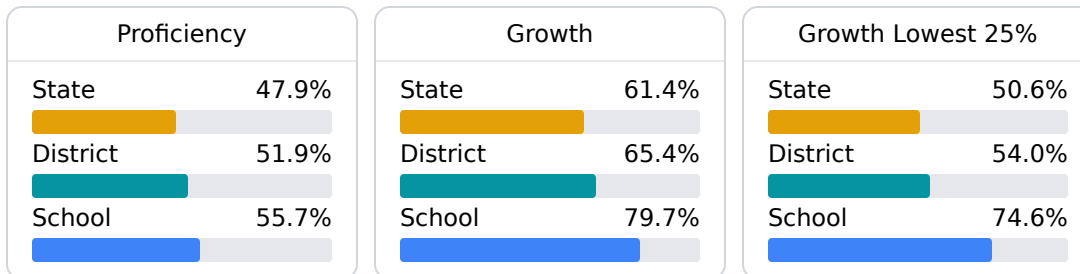 Proficiency
State 47.9%
District 51.9%
School 55.7%
Growth
State 61.4%
District 65.4%
School 79.7%
Growth Lowest 25%
State 50.6%
District 54.0%
School 74.6%